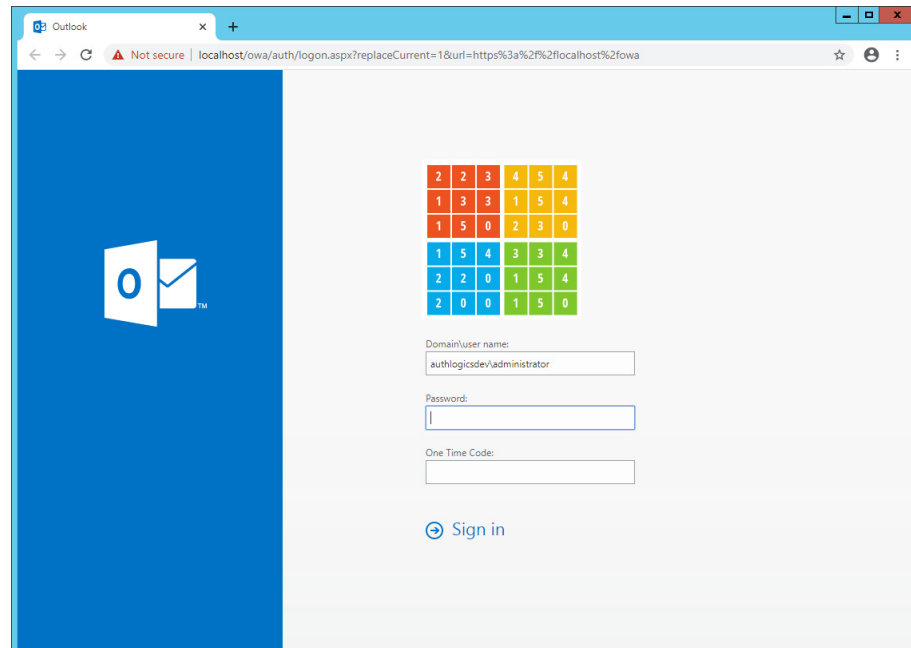 Outlook
Not secure | localhost/owa/auth/logon.aspx?replaceCurrent=1&url=https%3a%2f%2flocalhost%2fowa
2 2 3 4 5 4
1 3 3 1 5 4
1 5 0 2 3 0
1 5 4 3 3 4
2 2 0 1 5 4
2 0 0 1 5 0
O
TM
Domain\user name:
authlogicsdev\administrator
Password:
One Time Code:
Sign in